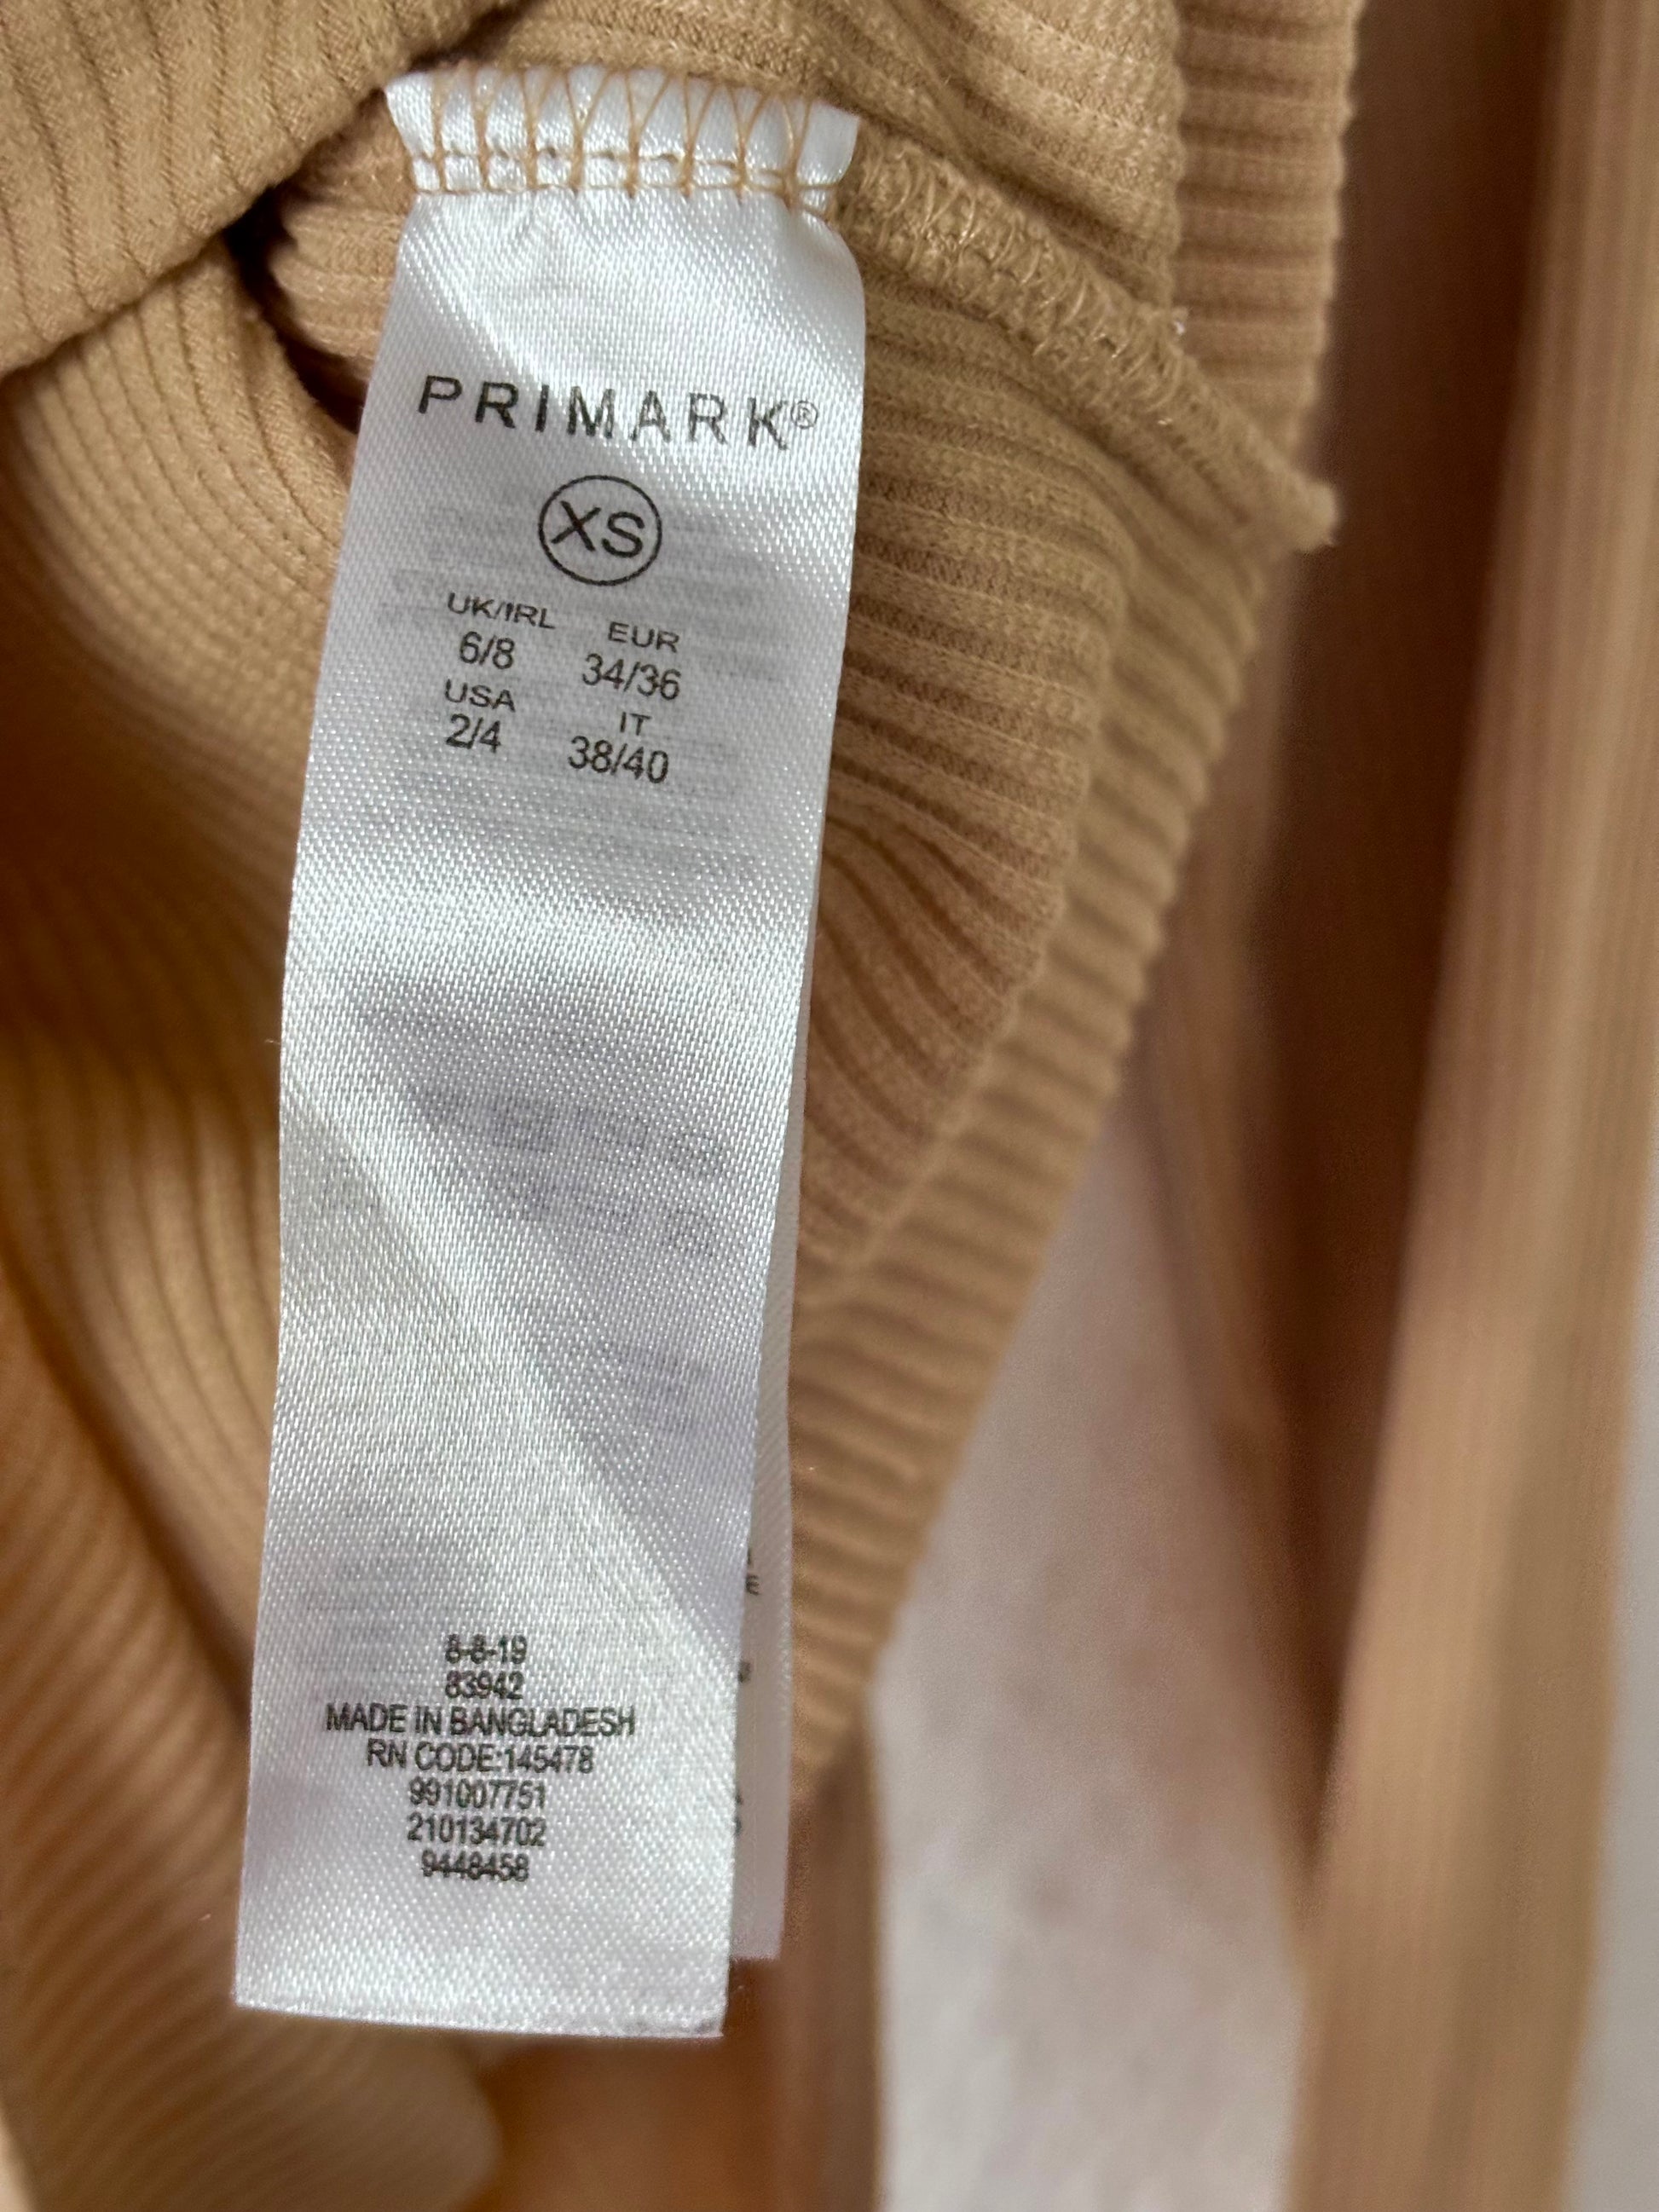 PRIMARK®
XS
UK/IRL EUR
6/8 34/36
USA IT
2/4 38/40
8-8-19
83942
MADE IN BANGLADESH
RN CODE:145478
991007751
210134702
9448458